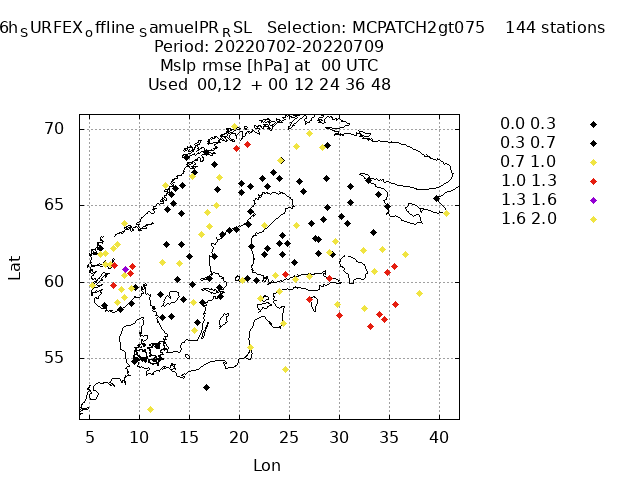 6h_SURFEX_offline_SamuelPR_RSL Selection: MCPATCH2gt075 144 stations
Period: 20220702-20220709
Mslp rmse [hPa] at 00 UTC
Used 00,12 + 00 12 24 36 48
0.0 0.3
0.3 0.7
0.7 1.0
1.0 1.3
1.3 1.6
1.6 2.0
70
65
60
55
Lat
5 10 15 20 25 30 35 40
Lon